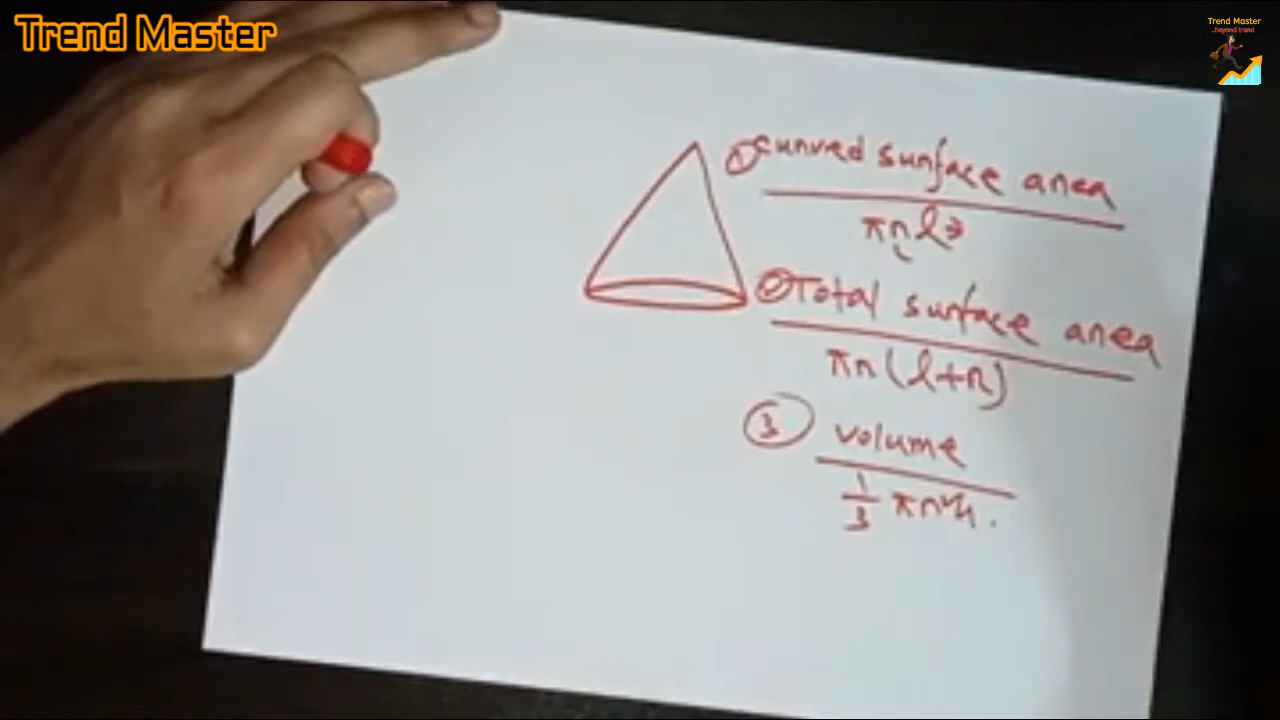 Trend Master
Trend Master
..beyond trend
① Curved surface area
πrl
② Total surface area
πr(l+r)
③ volume
1/3 πr²h.